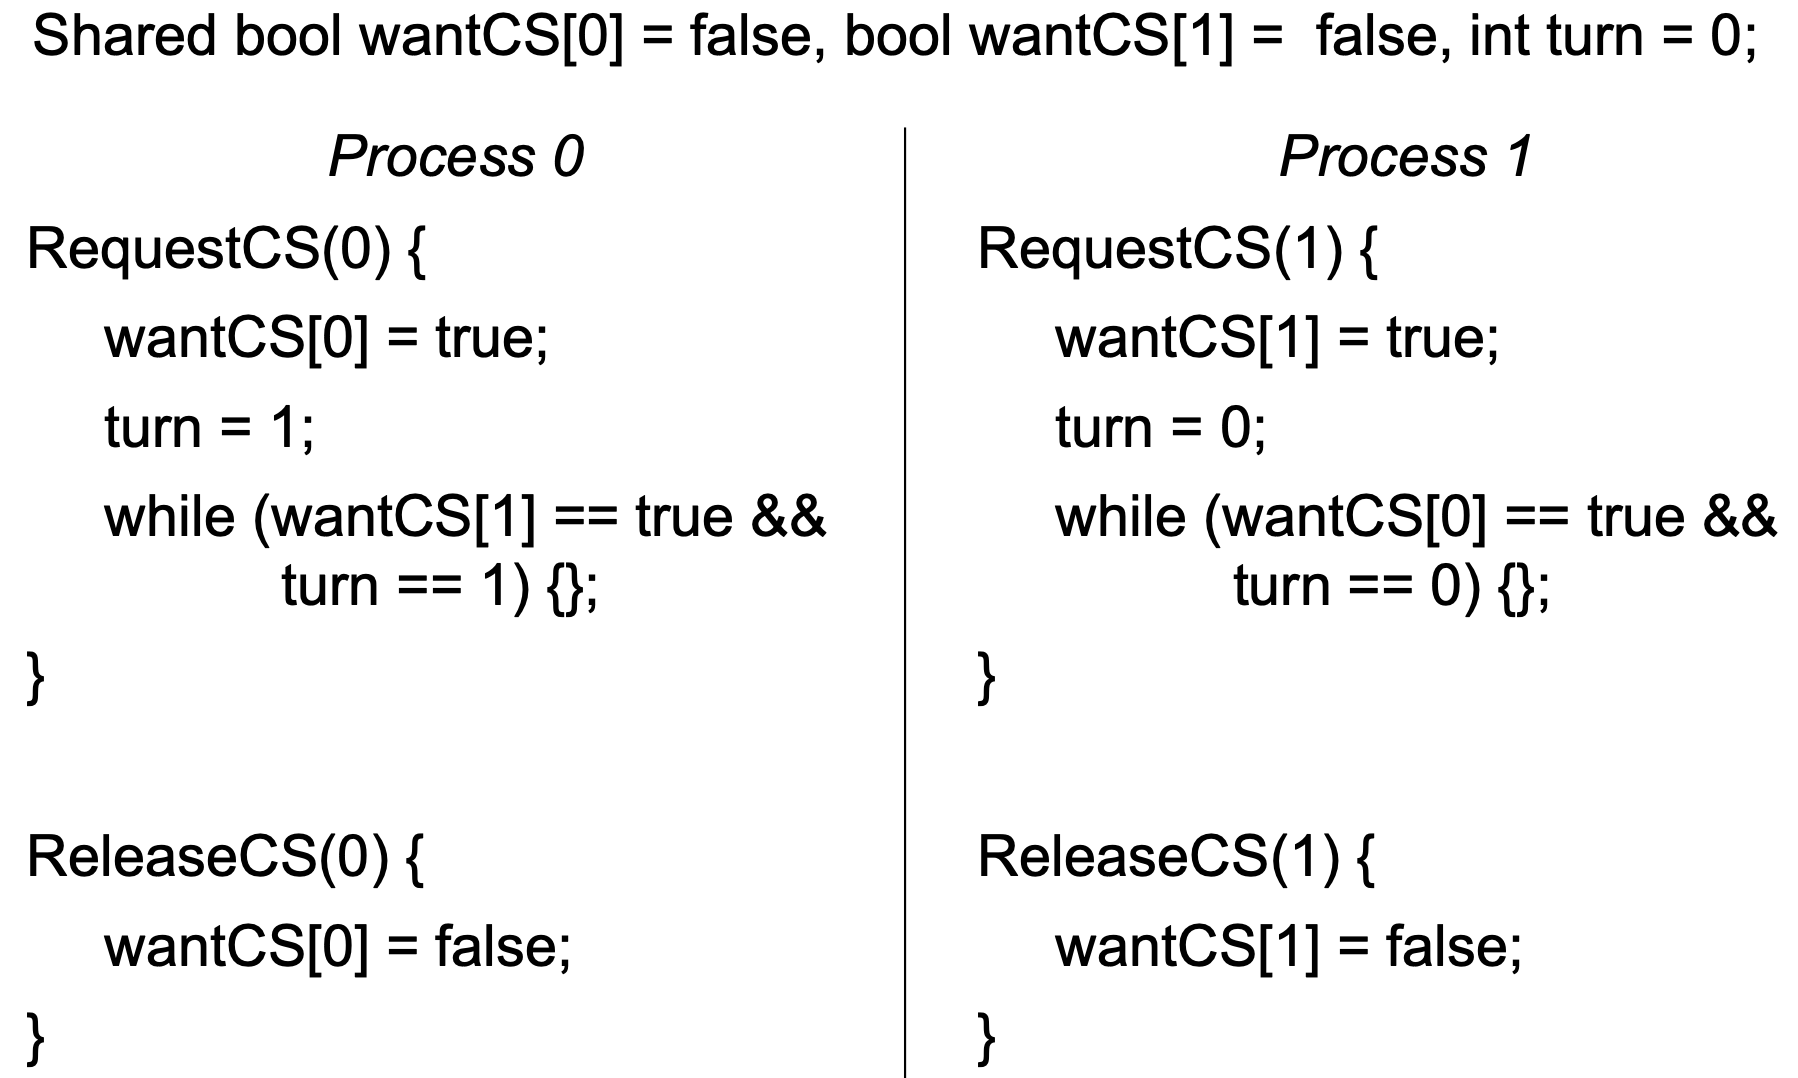 Shared bool wantCS[0] = false, bool wantCS[1] = false, int turn = 0;
Process 0
RequestCS(0) {
wantCS[0] = true;
turn = 1;
while (wantCS[1] == true &&
turn == 1) {};
}
ReleaseCS(0) {
wantCS[0] = false;
}
Process 1
RequestCS(1) {
wantCS[1] = true;
turn = 0;
while (wantCS[0] == true &&
turn == 0) {};
}
ReleaseCS(1) {
wantCS[1] = false;
}